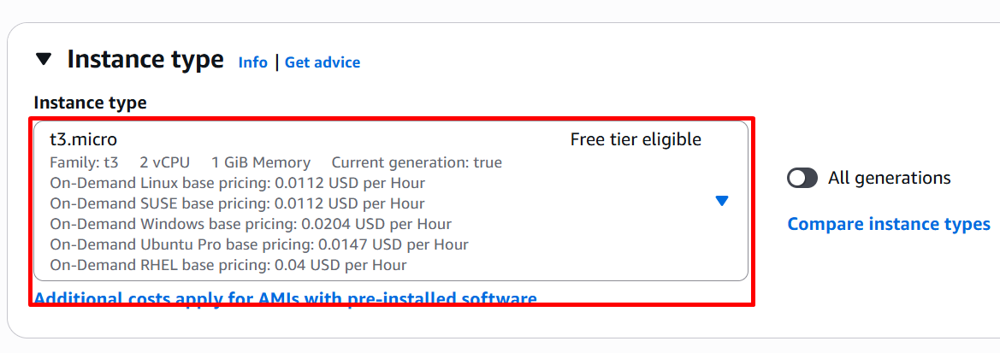 Instance type Info | Get advice
Instance type
t3.micro Free tier eligible
Family: t3 2 vCPU 1 GiB Memory Current generation: true
On-Demand Linux base pricing: 0.0112 USD per Hour
On-Demand SUSE base pricing: 0.0112 USD per Hour
On-Demand Windows base pricing: 0.0204 USD per Hour
On-Demand Ubuntu Pro base pricing: 0.0147 USD per Hour
On-Demand RHEL base pricing: 0.04 USD per Hour
All generations
Compare instance types
Additional costs apply for AMIs with pre-installed software